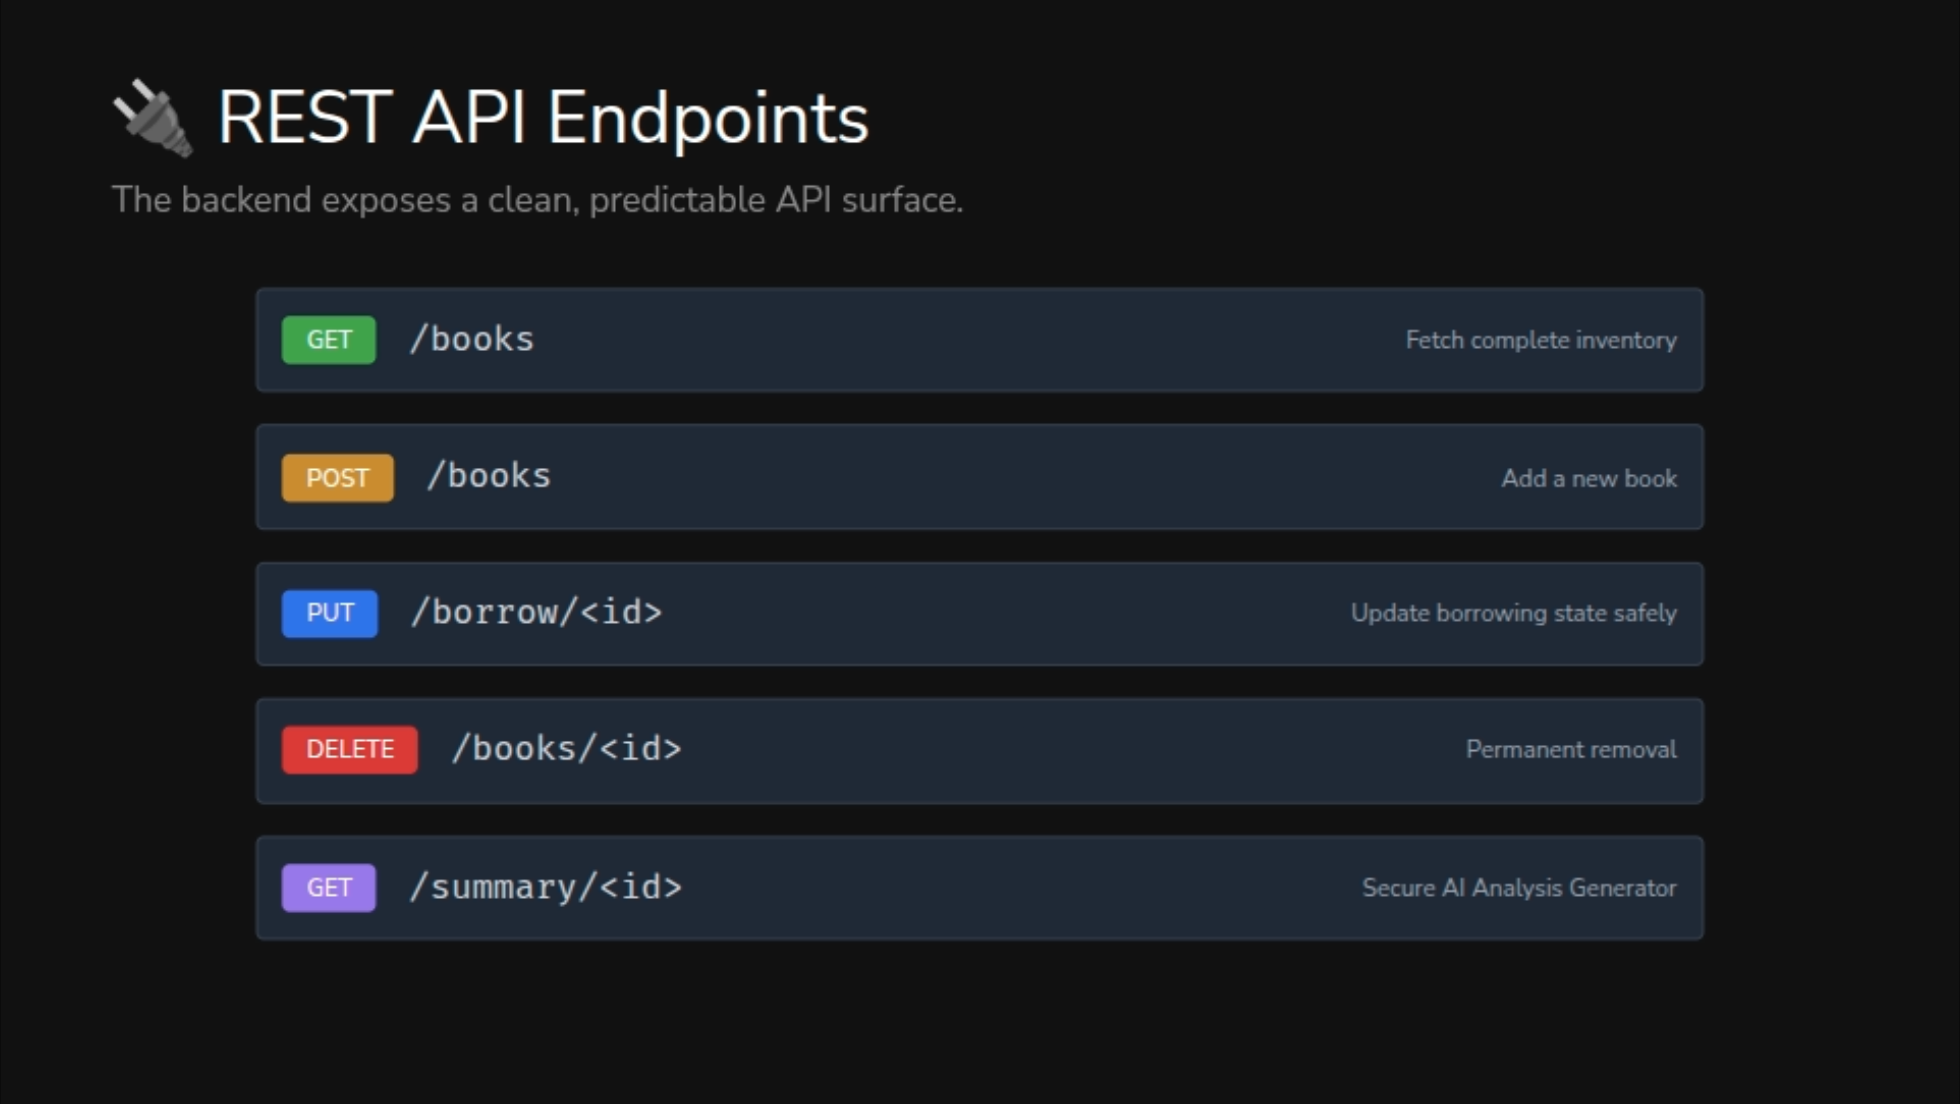 REST API Endpoints
The backend exposes a clean, predictable API surface.
GET /books Fetch complete inventory
POST /books Add a new book
PUT /borrow/<id> Update borrowing state safely
DELETE /books/<id> Permanent removal
GET /summary/<id> Secure AI Analysis Generator